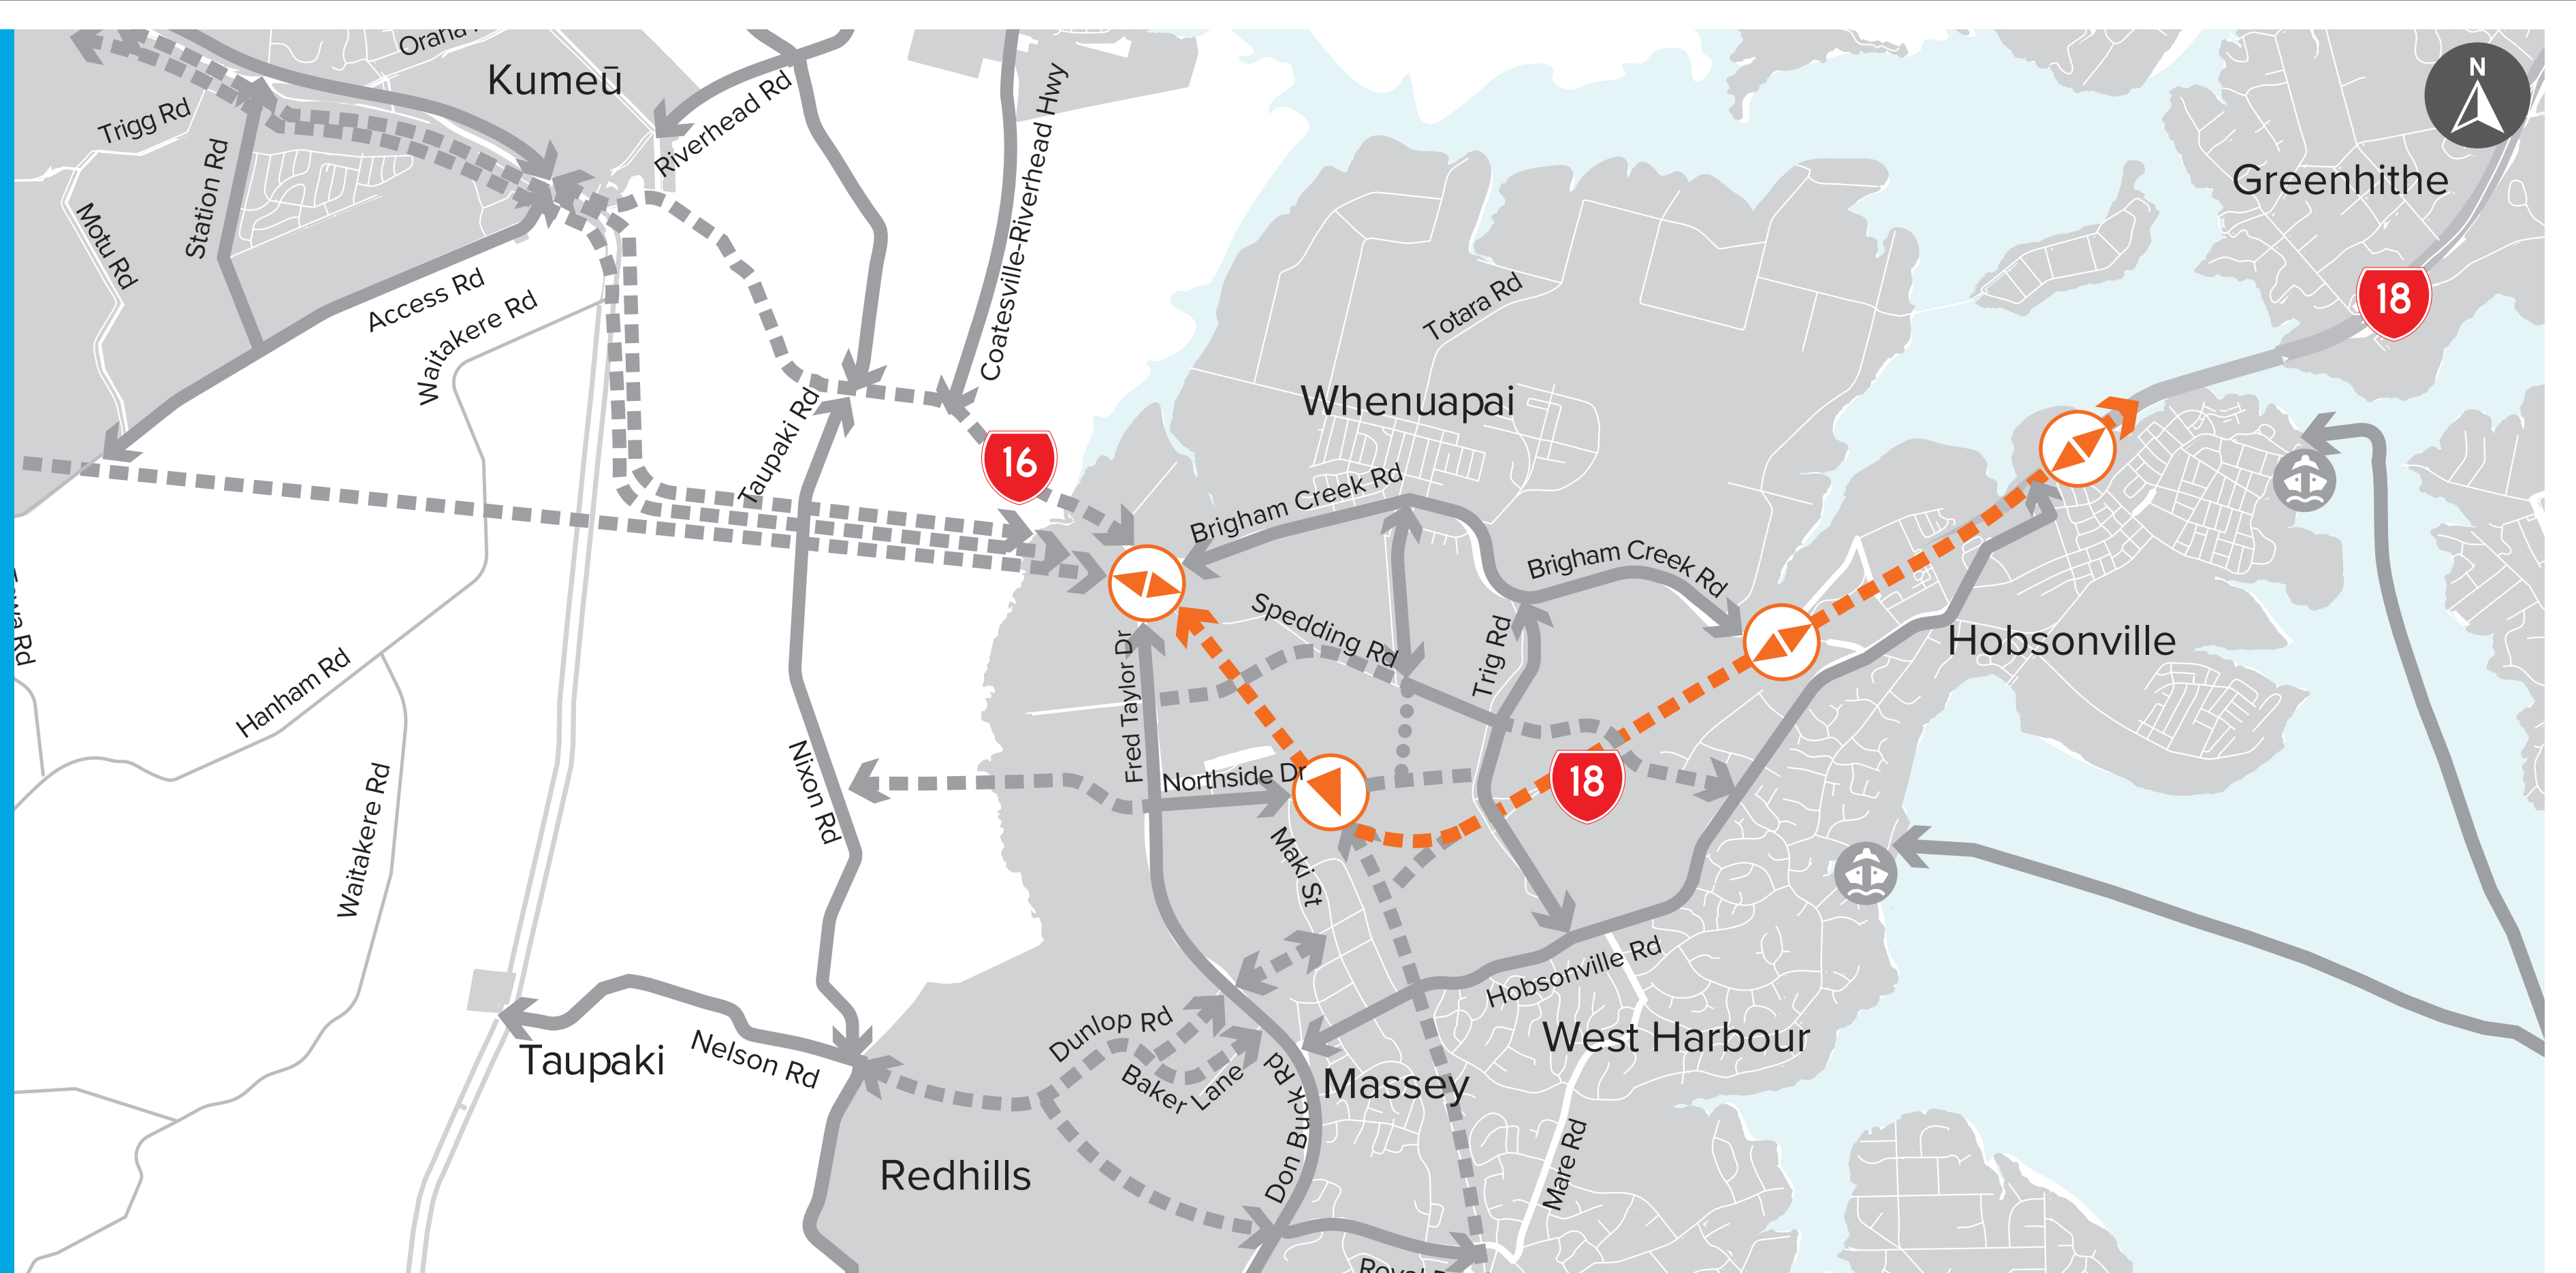 Oraha
Kumeū
N
Riverhead Rd
Coatesville-Riverhead Hwy
Trigg Rd
Station Rd
Greenhithe
Motu Rd
Access Rd
Waitakere Rd
Totara Rd
18
Whenuapai
Taupaki Rd
16
Brigham Creek Rd
Brigham Creek Rd
Spedding Rd
Trig Rd
Hobsonville
Fred Taylor Dr
Hanham Rd
Northside Dr
18
Nixon Rd
Waitakere Rd
Maki St
Hobsonville Rd
Dunlop Rd
West Harbour
Taupaki
Nelson Rd
Baker Lane
Don Buck Rd
Massey
Redhills
Mare Rd